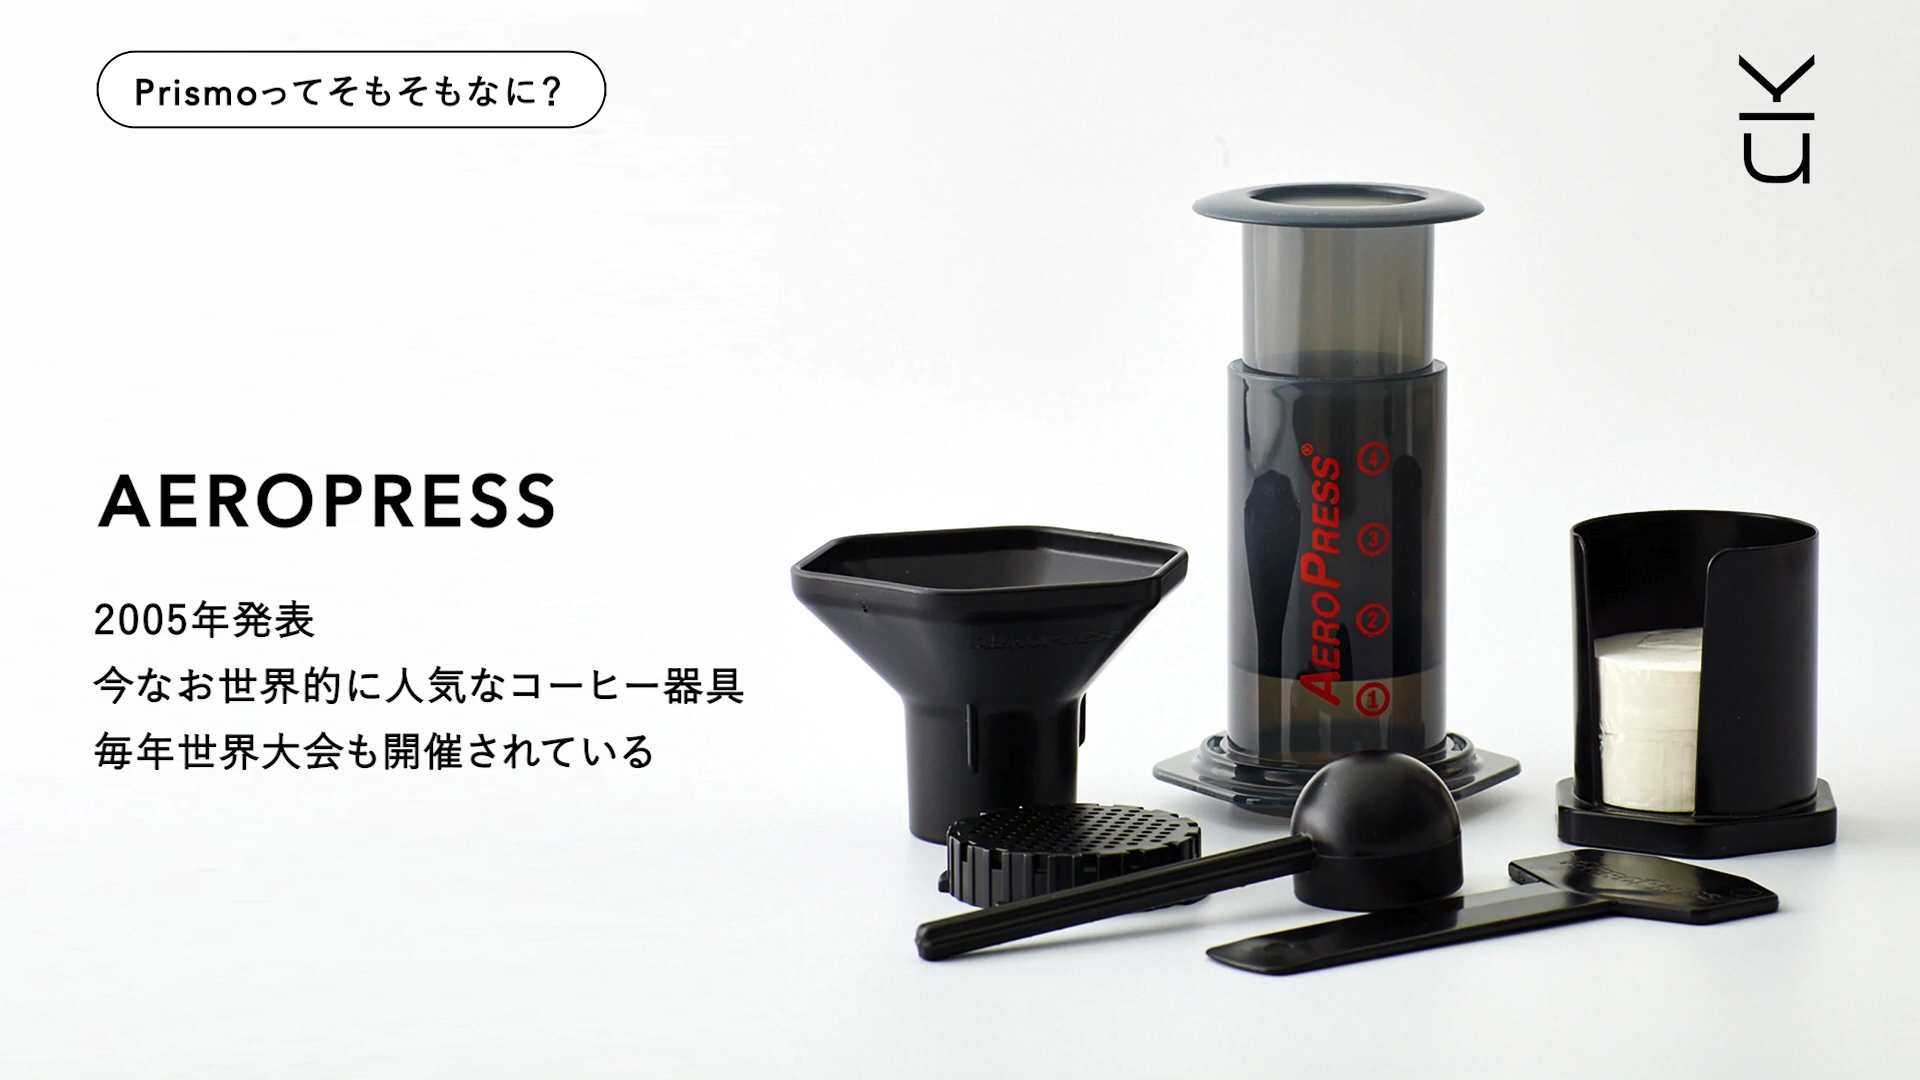 Prismoってそもそもなに？
YU
AEROPRESS
2005年発表
今なお世界的に人気なコーヒー器具
毎年世界大会も開催されている
AEROPRESS®
4
3
2
1